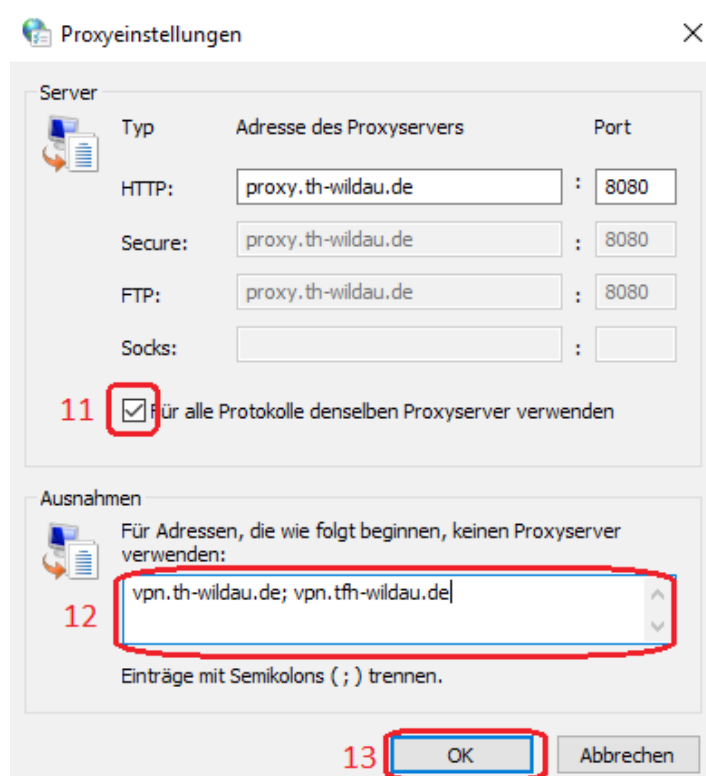 Proxyeinstellungen
Server
Typ Adresse des Proxyservers Port
HTTP: proxy.th-wildau.de : 8080
Secure: proxy.th-wildau.de : 8080
FTP: proxy.th-wildau.de : 8080
Socks: :
11 Für alle Protokolle denselben Proxyserver verwenden
Ausnahmen
Für Adressen, die wie folgt beginnen, keinen Proxyserver
verwenden:
12 vpn.th-wildau.de; vpn.tfh-wildau.de
Einträge mit Semikolons ( ; ) trennen.
13 OK Abbrechen